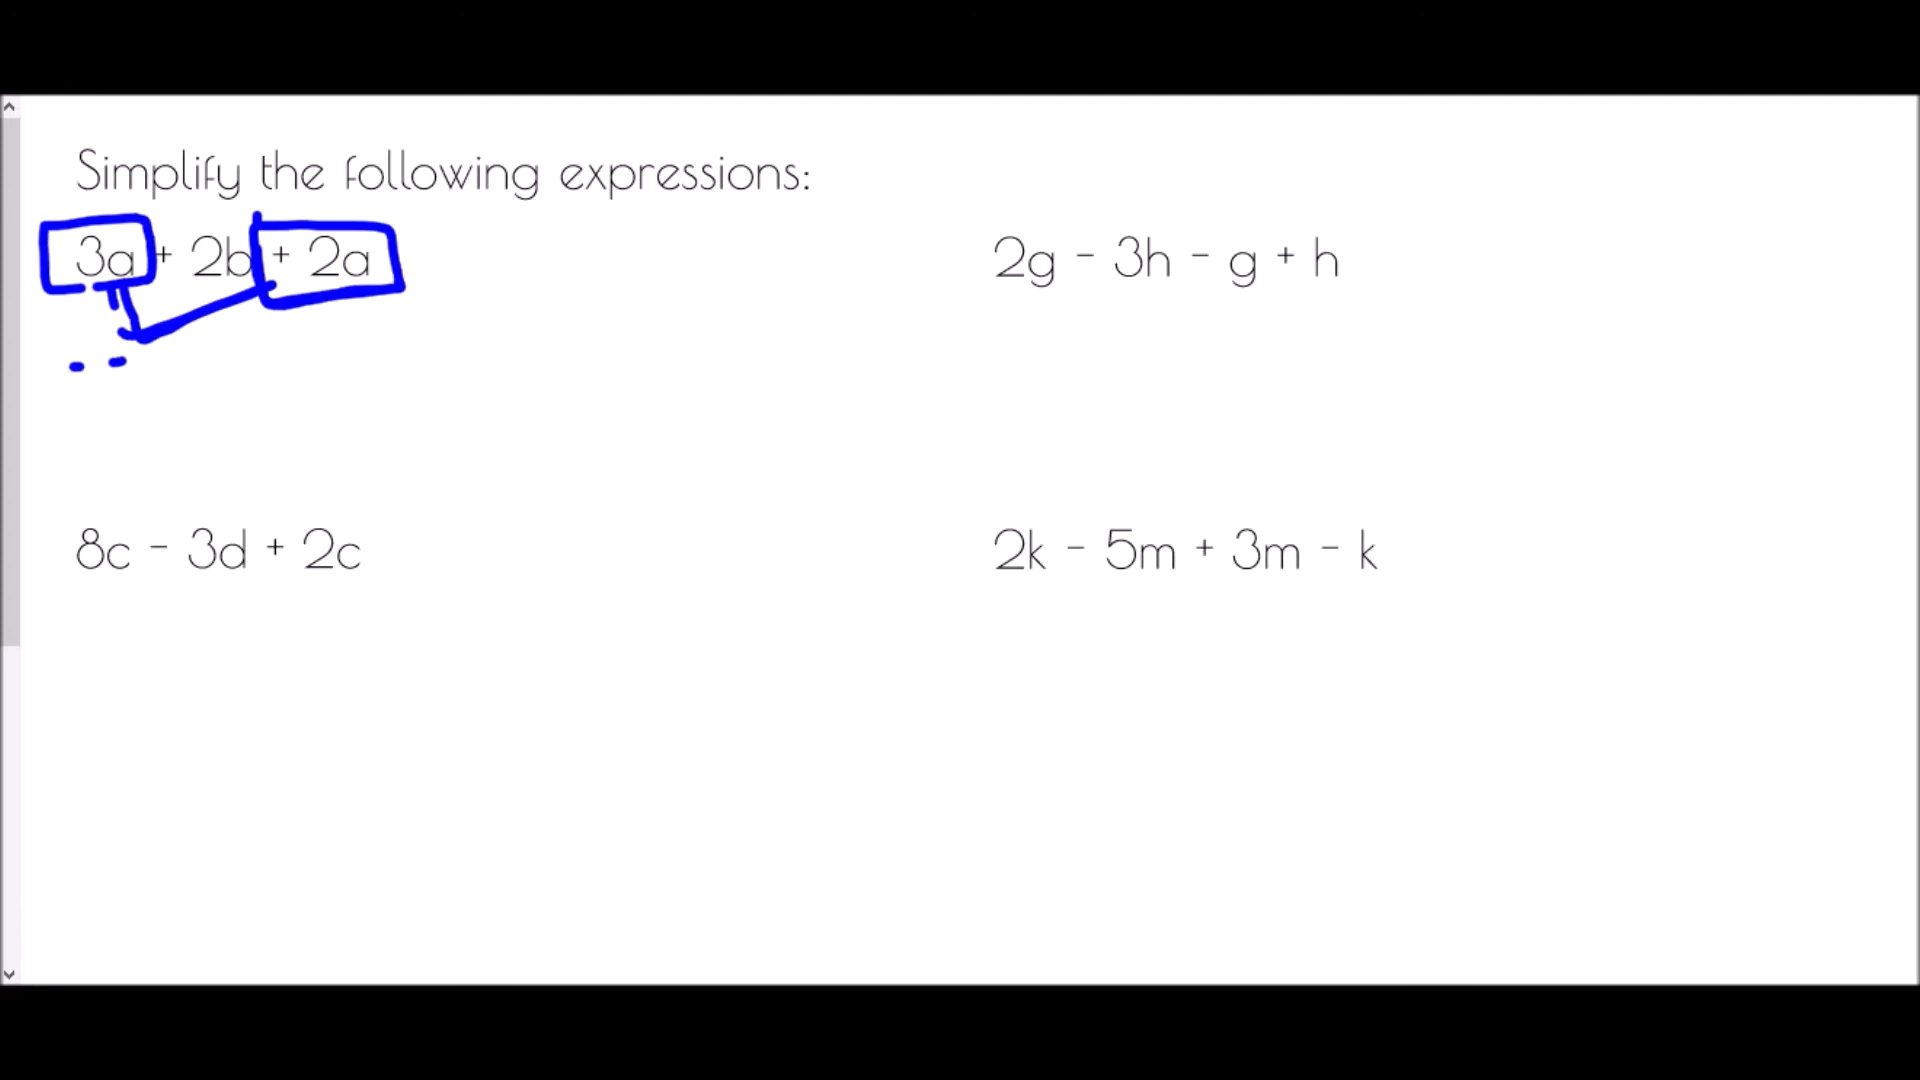 Simplify the following expressions:
3a + 2b + 2a
2g - 3h - g + h
8c - 3d + 2c
2k - 5m + 3m - k